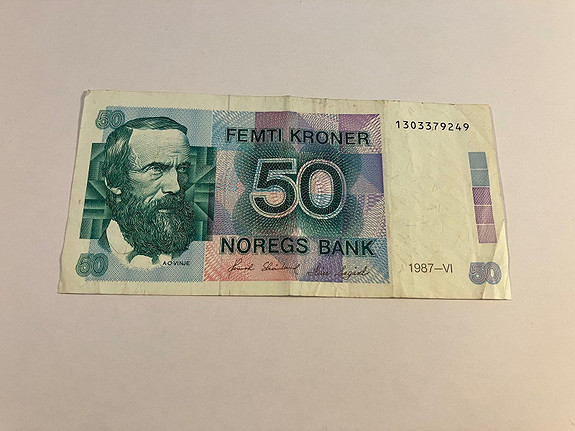 50
FEMTI KRONER
1303379249
50
NOREGS BANK
50
A·O·VINJE
1987–VI
50